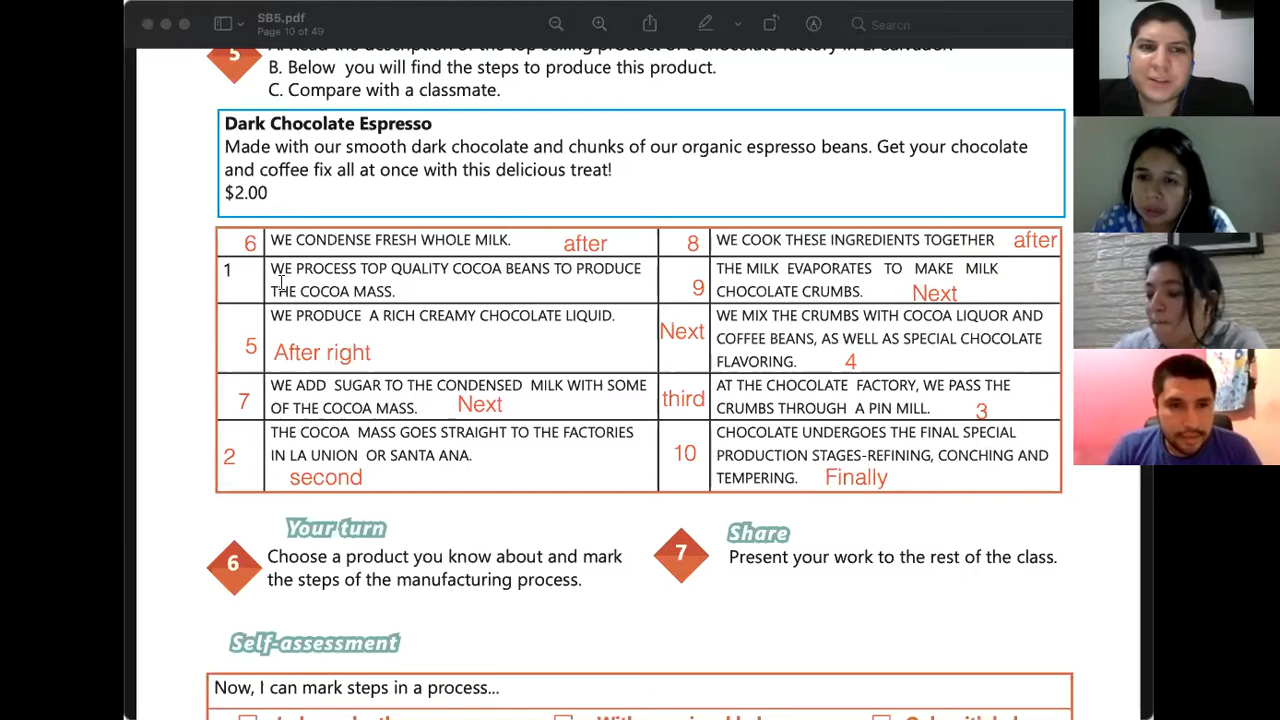 SB5.pdf
Page 10 of 49
Search
5
B. Below you will find the steps to produce this product.
C. Compare with a classmate.
Dark Chocolate Espresso
Made with our smooth dark chocolate and chunks of our organic espresso beans. Get your chocolate
and coffee fix all at once with this delicious treat!
$2.00
6 WE CONDENSE FRESH WHOLE MILK. after
1 WE PROCESS TOP QUALITY COCOA BEANS TO PRODUCE
THE COCOA MASS.
WE PRODUCE A RICH CREAMY CHOCOLATE LIQUID.
5 After right
7 WE ADD SUGAR TO THE CONDENSED MILK WITH SOME
OF THE COCOA MASS. Next
2 THE COCOA MASS GOES STRAIGHT TO THE FACTORIES
IN LA UNION OR SANTA ANA.
second
8 WE COOK THESE INGREDIENTS TOGETHER after
THE MILK EVAPORATES TO MAKE MILK
9 CHOCOLATE CRUMBS. Next
WE MIX THE CRUMBS WITH COCOA LIQUOR AND
Next COFFEE BEANS, AS WELL AS SPECIAL CHOCOLATE
FLAVORING. 4
third AT THE CHOCOLATE FACTORY, WE PASS THE
CRUMBS THROUGH A PIN MILL. 3
CHOCOLATE UNDERGOES THE FINAL SPECIAL
10 PRODUCTION STAGES-REFINING, CONCHING AND
TEMPERING. Finally
Your turn
6 Choose a product you know about and mark
the steps of the manufacturing process.
Share
7 Present your work to the rest of the class.
Self-assessment
Now, I can mark steps in a process...